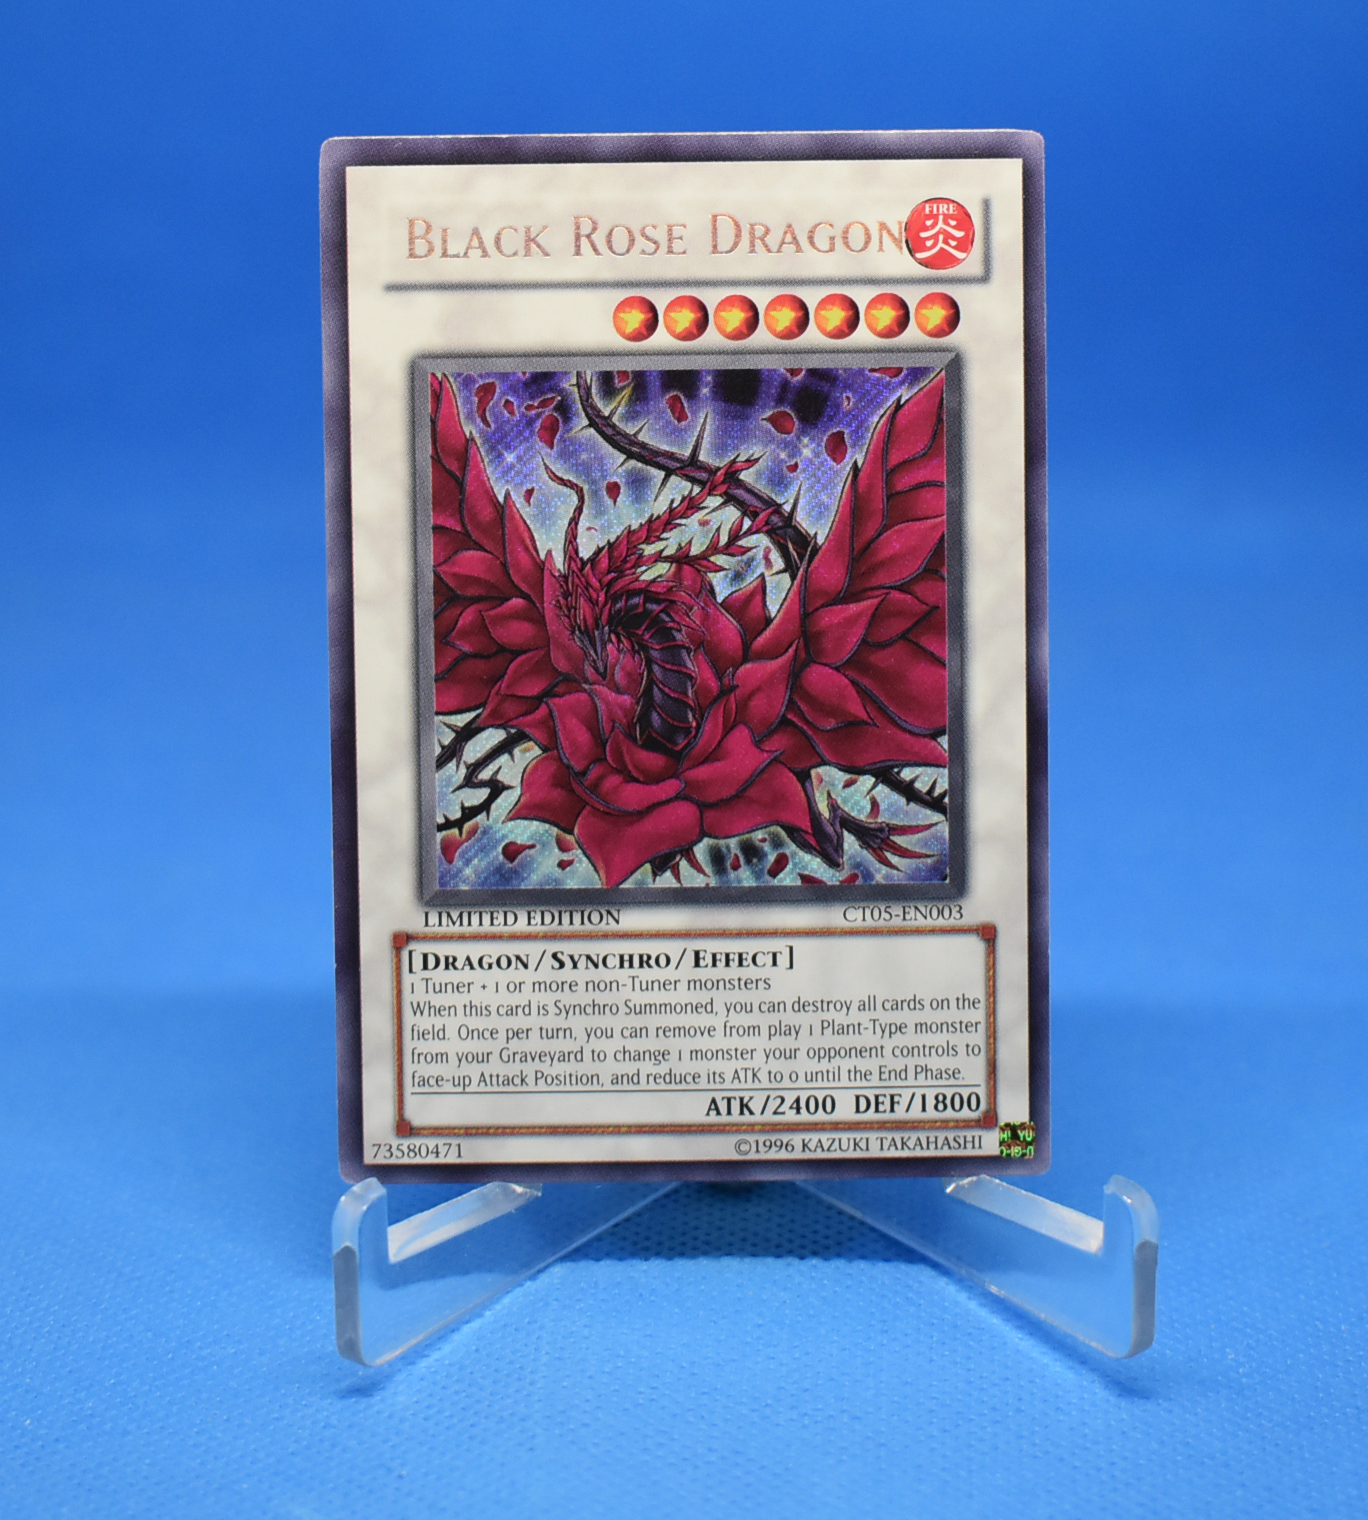 BLACK ROSE DRAGON
FIRE
炎
LIMITED EDITION
CT05-EN003
[DRAGON/SYNCHRO/EFFECT]
1 Tuner + 1 or more non-Tuner monsters
When this card is Synchro Summoned, you can destroy all cards on the
field. Once per turn, you can remove from play 1 Plant-Type monster
from your Graveyard to change 1 monster your opponent controls to
face-up Attack Position, and reduce its ATK to 0 until the End Phase.
ATK/2400 DEF/1800
73580471
©1996 KAZUKI TAKAHASHI